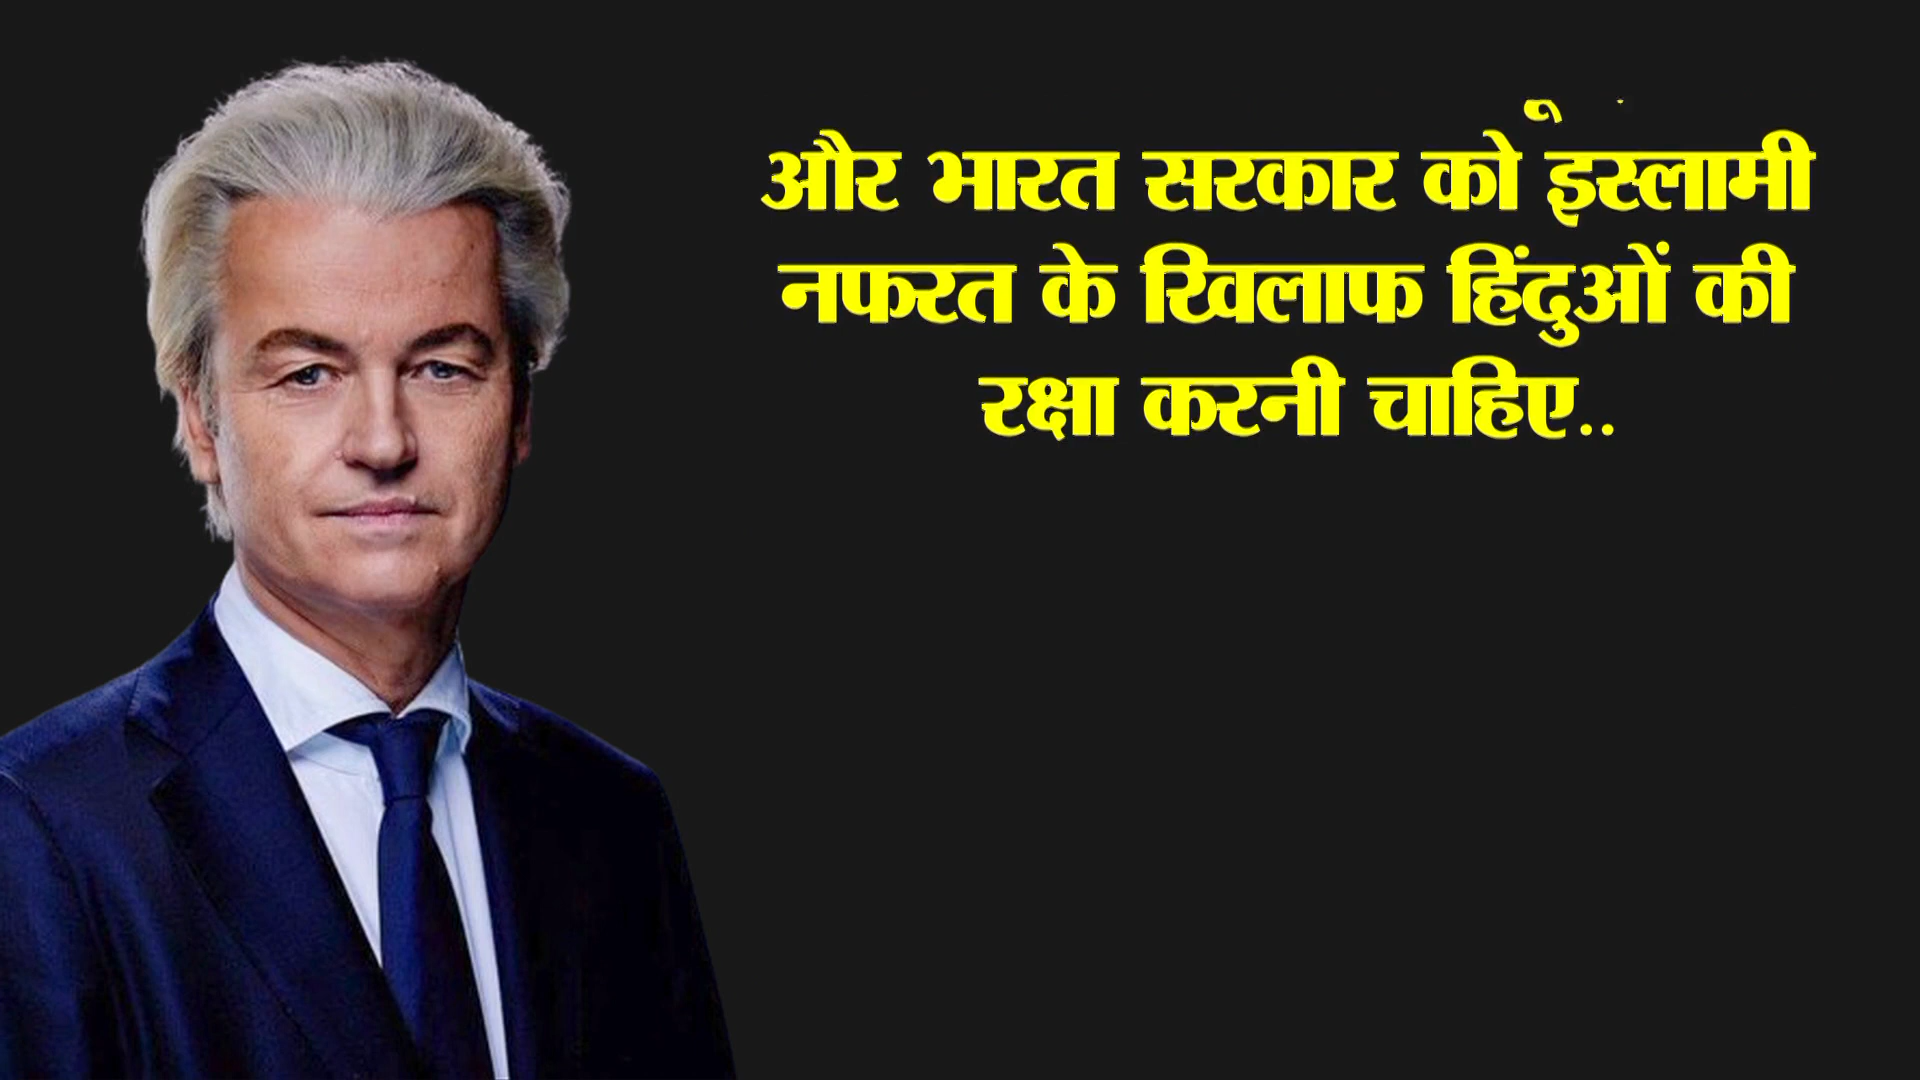 और भारत सरकार को इस्लामी
नफरत के खिलाफ हिंदुओं की
रक्षा करनी चाहिए..